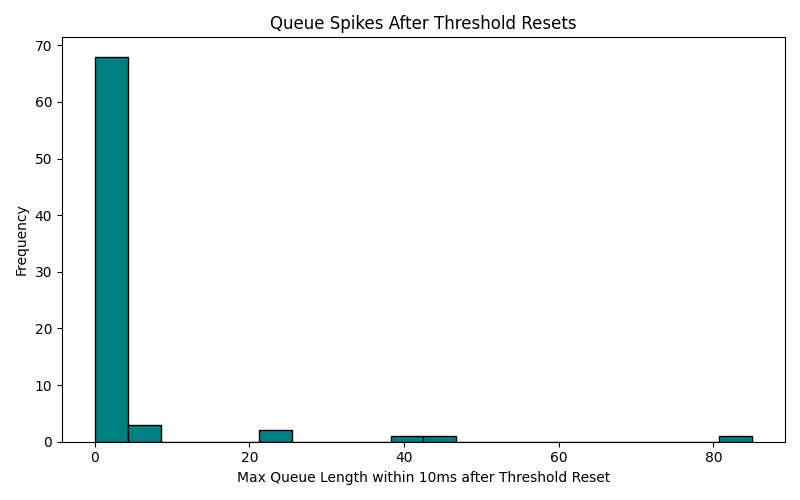 Queue Spikes After Threshold Resets
70
60
50
40
30
20
10
0
Frequency
0 20 40 60 80
Max Queue Length within 10ms after Threshold Reset